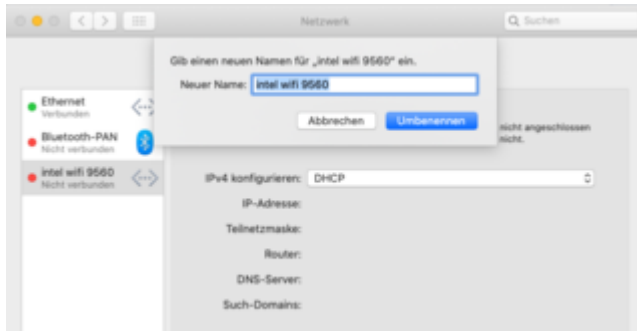 Netzwerk
Suchen
Gib einen neuen Namen für „intel wifi 9560“ ein.
Neuer Name: intel wifi 9560
Abbrechen Umbenennen
Ethernet
Verbunden
Bluetooth-PAN
Nicht verbunden
intel wifi 9560
Nicht verbunden
nicht angeschlossen
nicht.
IPv4 konfigurieren: DHCP
IP-Adresse:
Teilnetzmaske:
Router:
DNS-Server:
Such-Domains: